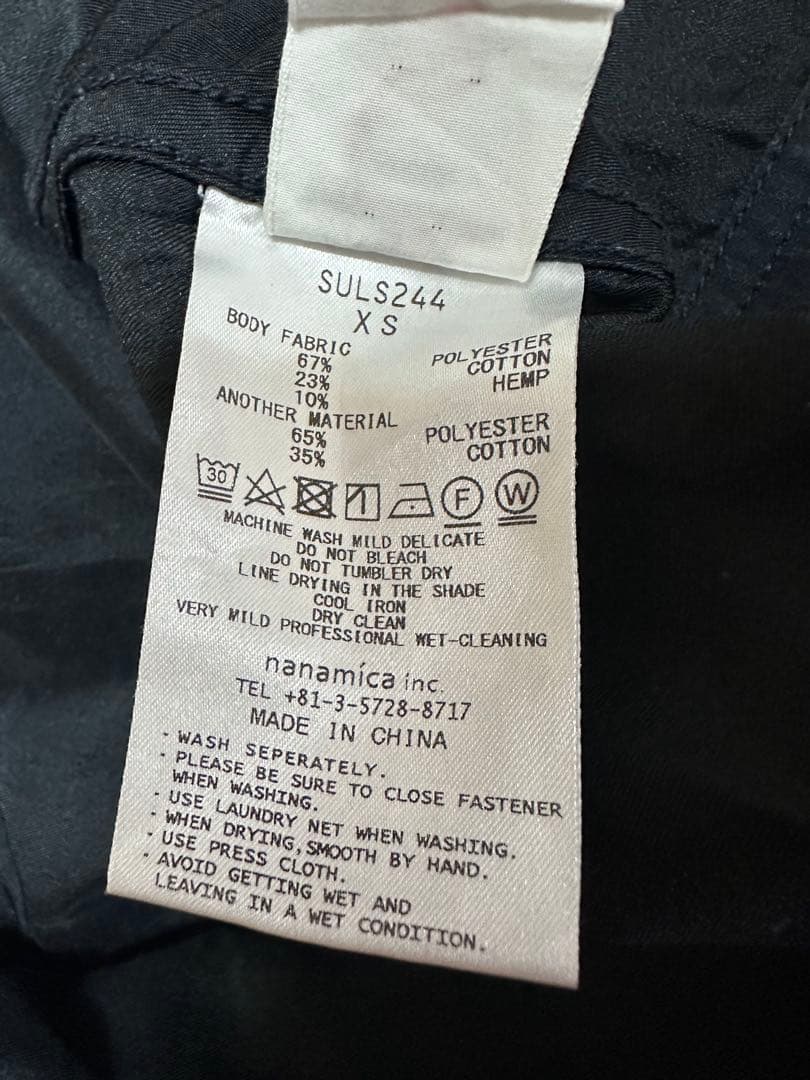 SULS244
XS
BODY FABRIC
67% POLYESTER
23% COTTON
10% HEMP
ANOTHER MATERIAL
65% POLYESTER
35% COTTON
30 F W
MACHINE WASH MILD DELICATE
DO NOT BLEACH
DO NOT TUMBLER DRY
LINE DRYING IN THE SHADE
COOL IRON
DRY CLEAN
VERY MILD PROFESSIONAL WET-CLEANING
nanamica inc.
TEL +81-3-5728-8717
MADE IN CHINA
・WASH SEPERATELY.
・PLEASE BE SURE TO CLOSE FASTENER
WHEN WASHING.
・USE LAUNDRY NET WHEN WASHING.
・WHEN DRYING,SMOOTH BY HAND.
・USE PRESS CLOTH.
・AVOID GETTING WET AND
LEAVING IN A WET CONDITION.